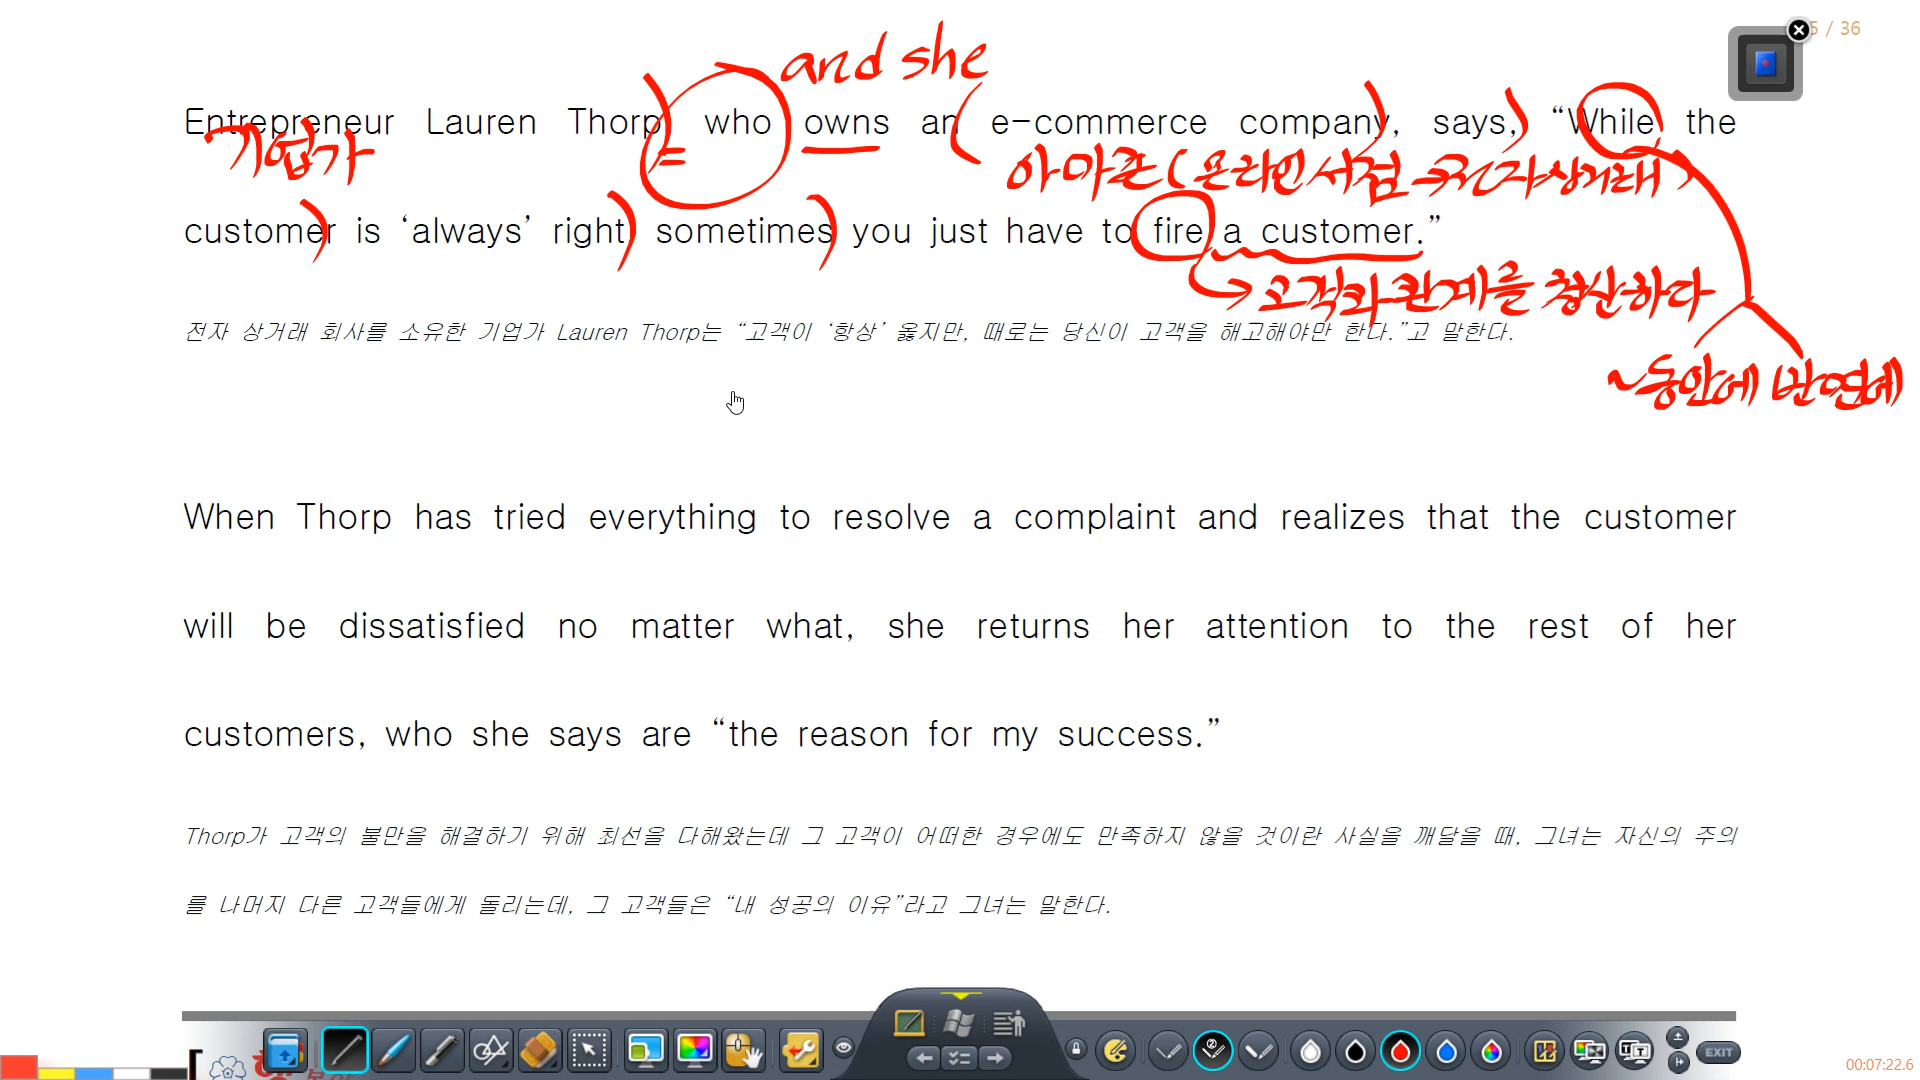 5 / 36
and she
Entrepreneur Lauren Thorp, who owns an e-commerce company, says, “While the
기업가 = 아마존(온라인서점→전자상거래)
customer is ‘always’ right, sometimes you just have to fire a customer.”
→ 고객과 관계를 청산하다
전자 상거래 회사를 소유한 기업가 Lauren Thorp는 “고객이 ‘항상’ 옳지만, 때로는 당신이 고객을 해고해야만 한다.”고 말한다.
~동안에 반면에
When Thorp has tried everything to resolve a complaint and realizes that the customer
will be dissatisfied no matter what, she returns her attention to the rest of her
customers, who she says are “the reason for my success.”
Thorp가 고객의 불만을 해결하기 위해 최선을 다해왔는데 그 고객이 어떠한 경우에도 만족하지 않을 것이란 사실을 깨달을 때, 그녀는 자신의 주의
를 나머지 다른 고객들에게 돌리는데, 그 고객들은 “내 성공의 이유”라고 그녀는 말한다.
EXIT
00:07:22.6